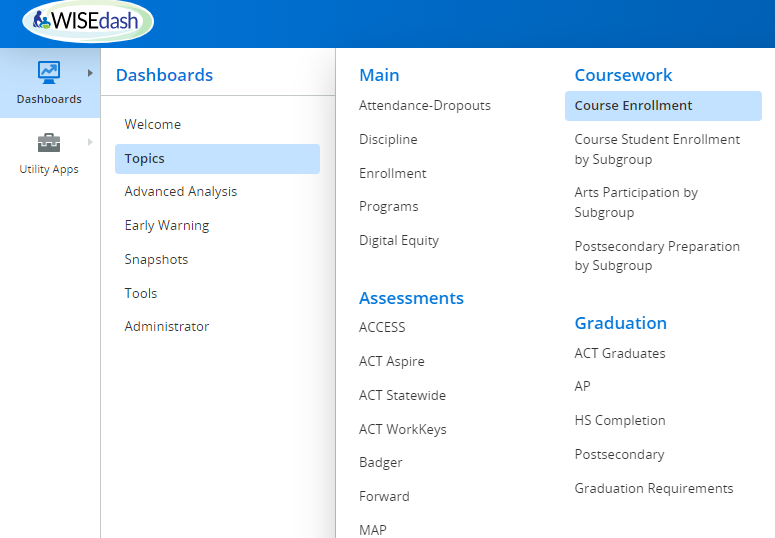 WISEdash
Dashboards
Utility Apps
Dashboards
Welcome
Topics
Advanced Analysis
Early Warning
Snapshots
Tools
Administrator
Main
Attendance-Dropouts
Discipline
Enrollment
Programs
Digital Equity
Assessments
ACCESS
ACT Aspire
ACT Statewide
ACT WorkKeys
Badger
Forward
MAP
Coursework
Course Enrollment
Course Student Enrollment
by Subgroup
Arts Participation by
Subgroup
Postsecondary Preparation
by Subgroup
Graduation
ACT Graduates
AP
HS Completion
Postsecondary
Graduation Requirements